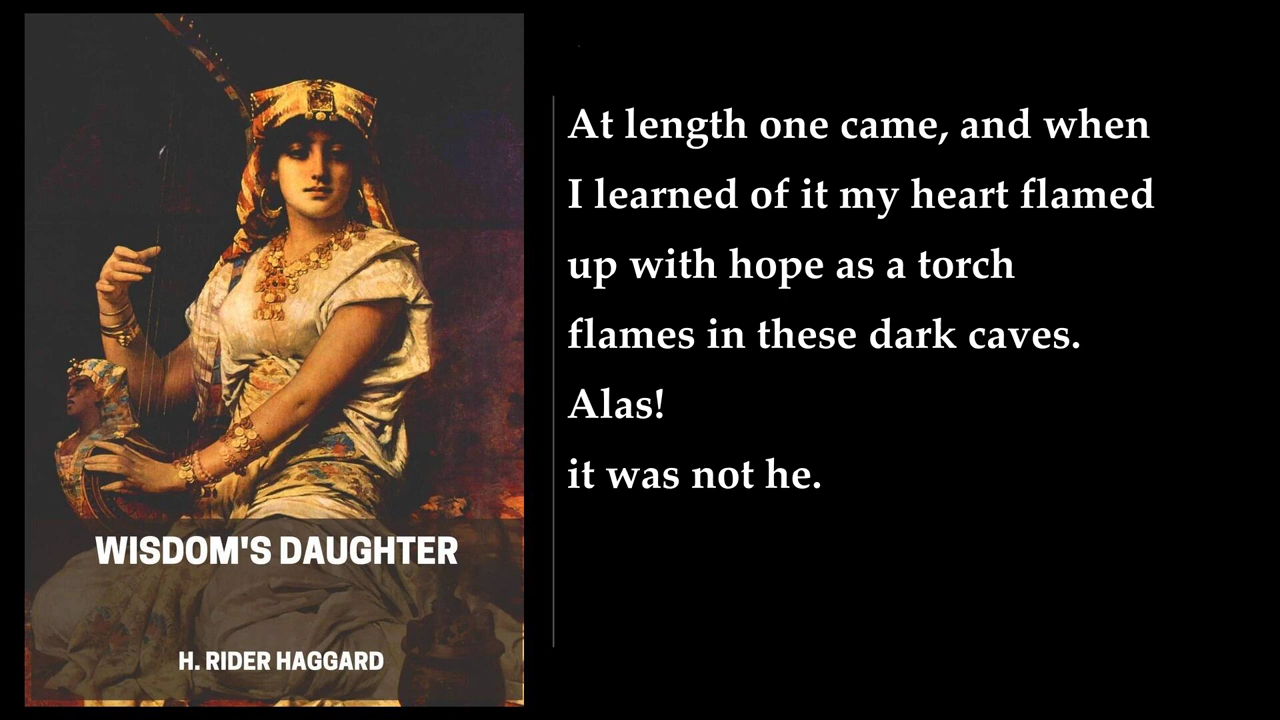 WISDOM'S DAUGHTER
H. RIDER HAGGARD
At length one came, and when
I learned of it my heart flamed
up with hope as a torch
flames in these dark caves.
Alas!
it was not he.